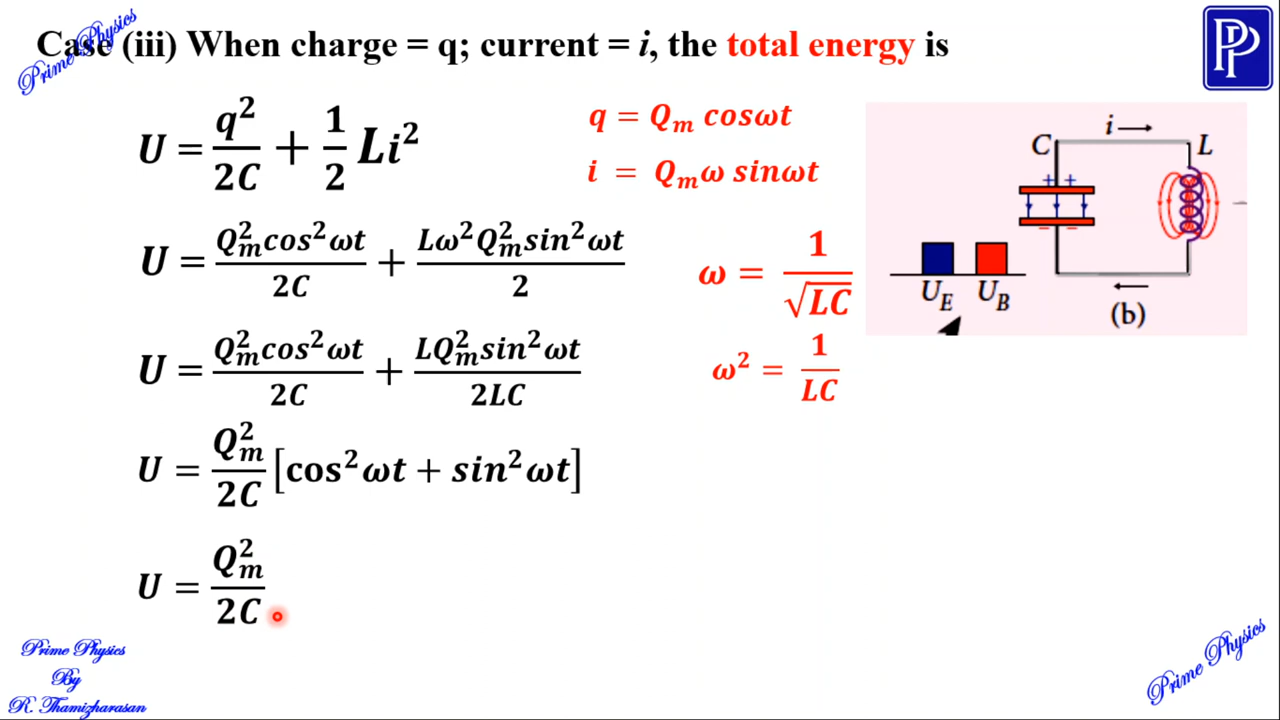 Case (iii) When charge = q; current = i, the total energy is
Prime Physics
PP
U = q²/2C + 1/2 Li²
q = Qₘ cosωt
i = Qₘω sinωt
U = Qₘ²cos²ωt/2C + Lω²Qₘ²sin²ωt/2
ω = 1/√LC
U = Qₘ²cos²ωt/2C + LQₘ²sin²ωt/2LC
ω² = 1/LC
U = Qₘ²/2C [cos²ωt + sin²ωt]
U = Qₘ²/2C
i
C
L
+ +
− −
U_E
U_B
(b)
Prime Physics
By
R. Thamizharasan
Prime Physics